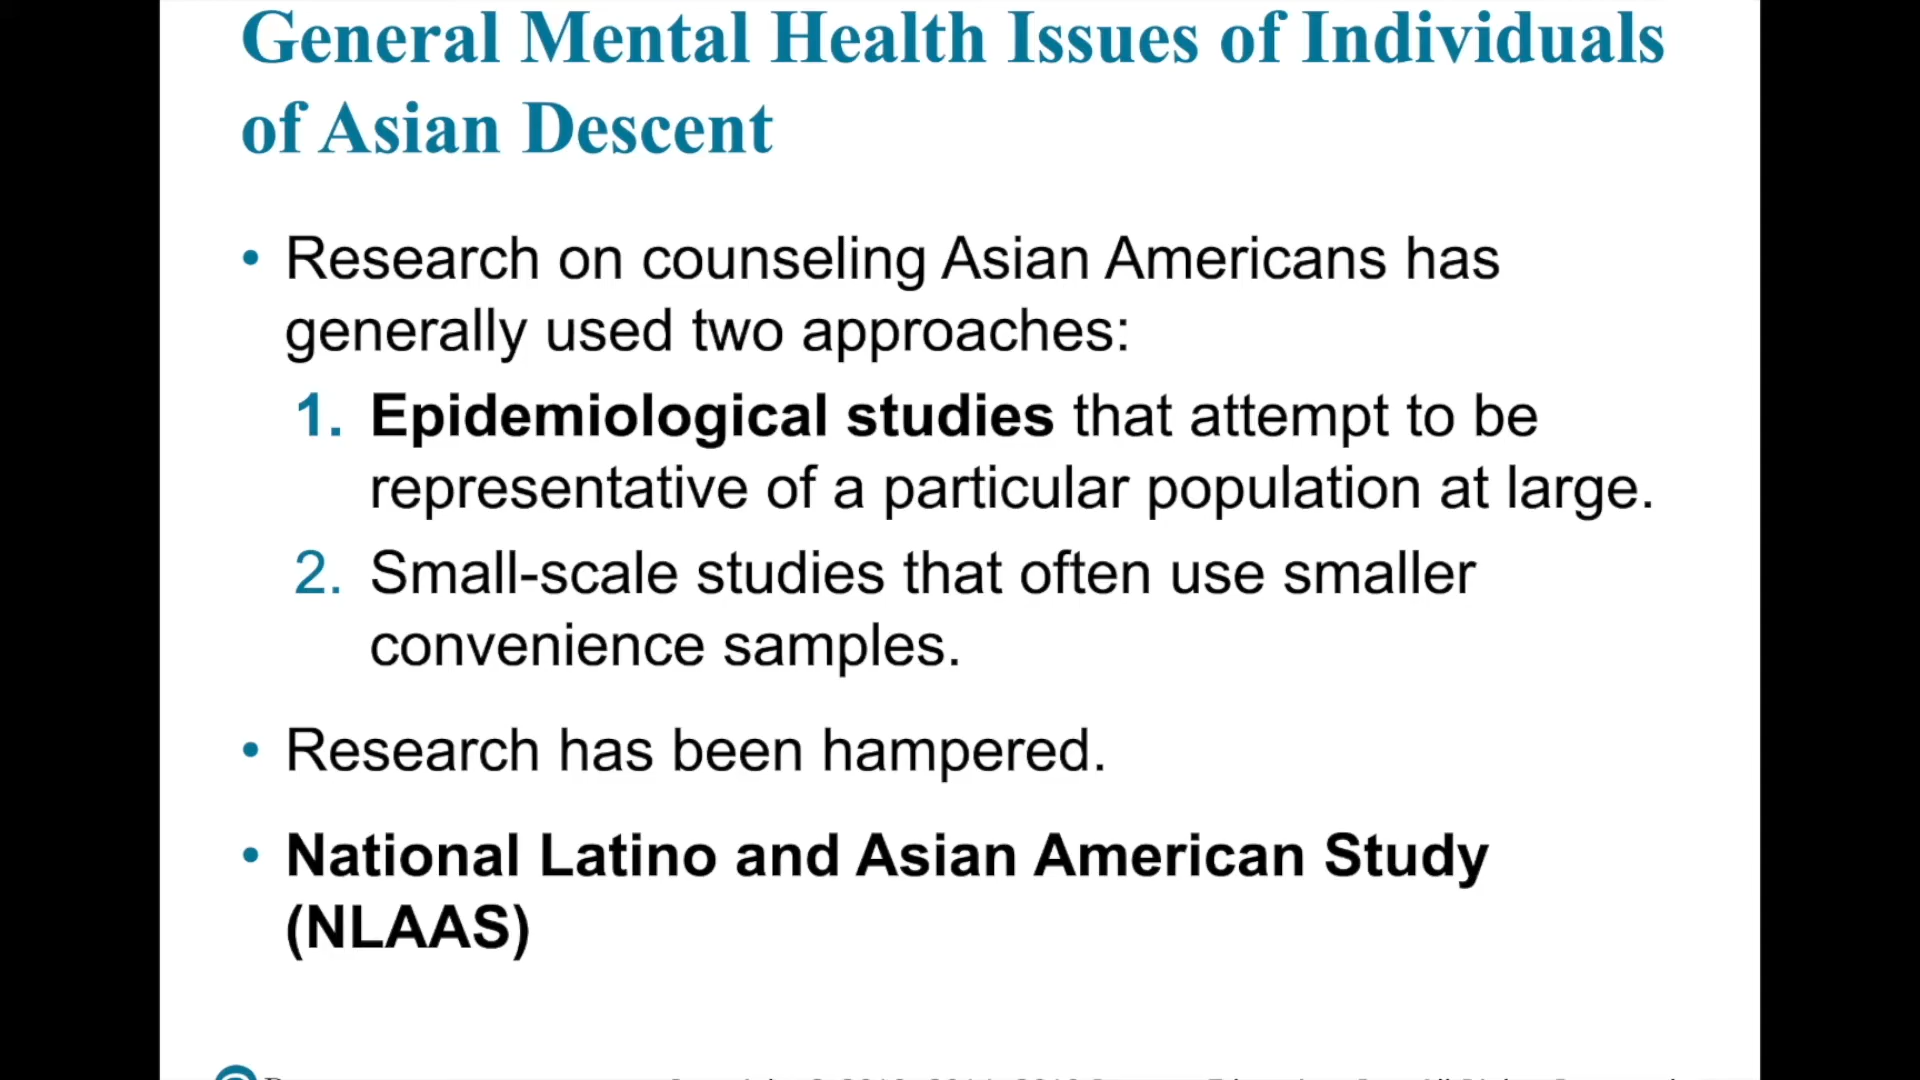 General Mental Health Issues of Individuals
of Asian Descent
• Research on counseling Asian Americans has
generally used two approaches:
1. Epidemiological studies that attempt to be
representative of a particular population at large.
2. Small-scale studies that often use smaller
convenience samples.
• Research has been hampered.
• National Latino and Asian American Study
(NLAAS)